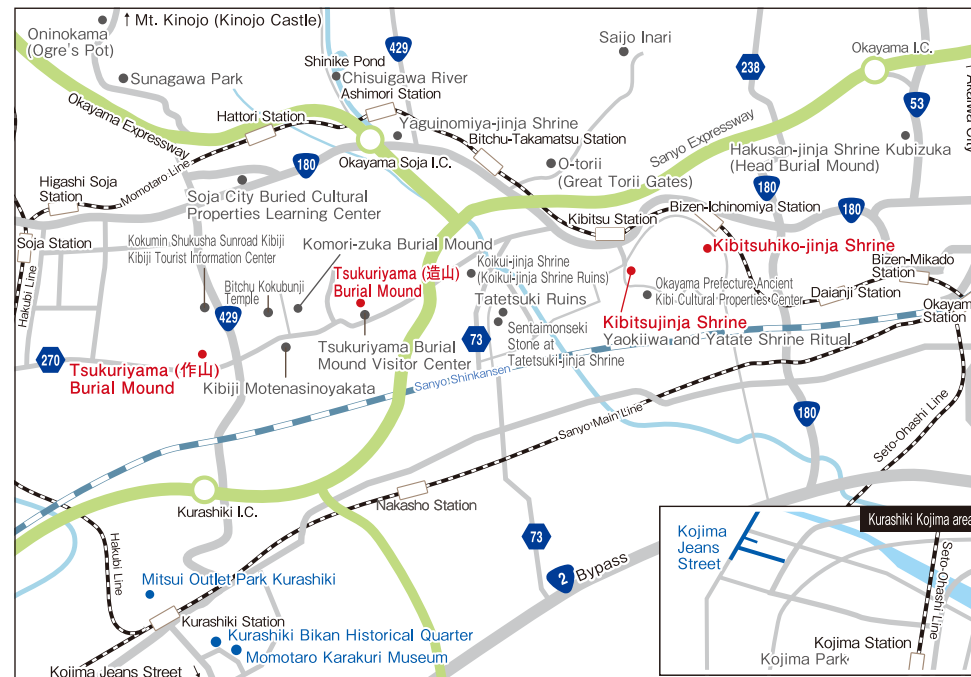 ↑ Mt. Kinojo (Kinojo Castle)
Oninokama
(Ogre's Pot)
Sunagawa Park
Okayama Expressway
Hattori Station
Momotaro Line
429
Shinike Pond
Chisuigawa River
Ashimori Station
Yaguinomiya-jinja Shrine
Bitchu-Takamatsu Station
Okayama Soja I.C.
180
Saijo Inari
O-torii
(Great Torii Gates)
Sanyo Expressway
238
Okayama I.C.
53
Hakusan-jinja Shrine Kubizuka
(Head Burial Mound)
180
180
Higashi Soja
Station
Soja Station
Hakubi Line
Soja City Buried Cultural
Properties Learning Center
Kokumin Shukusha Sunroad Kibiji
Kibiji Tourist Information Center
Komori-zuka Burial Mound
Bitchu Kokubunji
Temple
Tsukuriyama (造山)
Burial Mound
Koikui-jinja Shrine
(Koikui-jinja Shrine Ruins)
Tatetsuki Ruins
Sentaimonseki
Stone at
Tatetsuki-jinja Shrine
Kibitsu Station
Bizen-Ichinomiya Station
Kibitsuhiko-jinja Shrine
Bizen-Mikado
Station
Okayama Prefecture Ancient
Kibi Cultural Properties Center
Daianji Station
Okayama
Station
Kibitsujinja Shrine
Yaokiiwa and Yatate Shrine Ritual
429
270
Tsukuriyama (作山)
Burial Mound
Kibiji Motenasinoyakata
Tsukuriyama Burial
Mound Visitor Center
73
Sanyo Shinkansen
Sanyo Main Line
180
Seto-Ohashi Line
Kurashiki I.C.
Nakasho Station
73
2
Bypass
Hakubi Line
Mitsui Outlet Park Kurashiki
Kurashiki Station
Kurashiki Bikan Historical Quarter
Momotaro Karakuri Museum
Kojima Jeans Street
Kurashiki Kojima area
Kojima
Jeans
Street
Seto-Ohashi Line
Kojima Station
Kojima Park